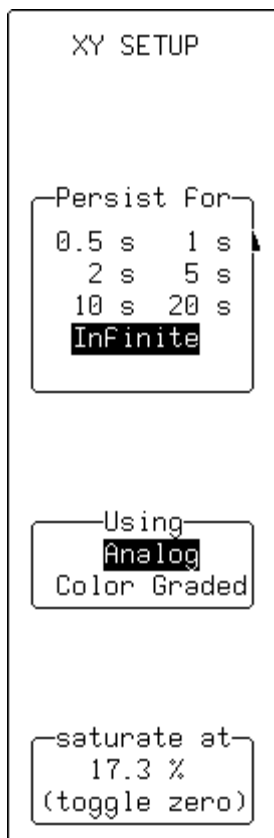 XY SETUP
Persist For
0.5 s 1 s
2 s 5 s
10 s 20 s
Infinite
Using
Analog
Color Graded
saturate at
17.3 %
(toggle zero)